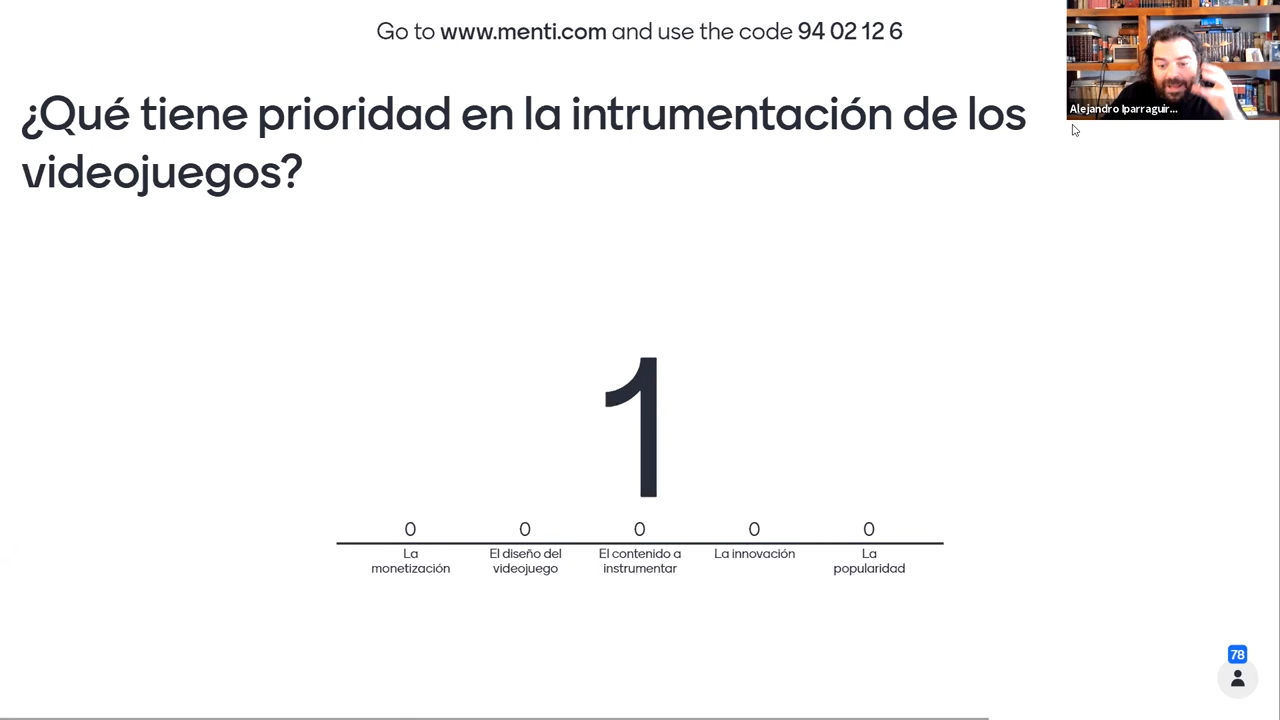 Go to www.menti.com and use the code 94 02 12 6
¿Qué tiene prioridad en la intrumentación de los
videojuegos?
Alejandro Iparraguir...
1
0 0 0 0 0
La El diseño del El contenido a La innovación La
monetización videojuego instrumentar popularidad
78